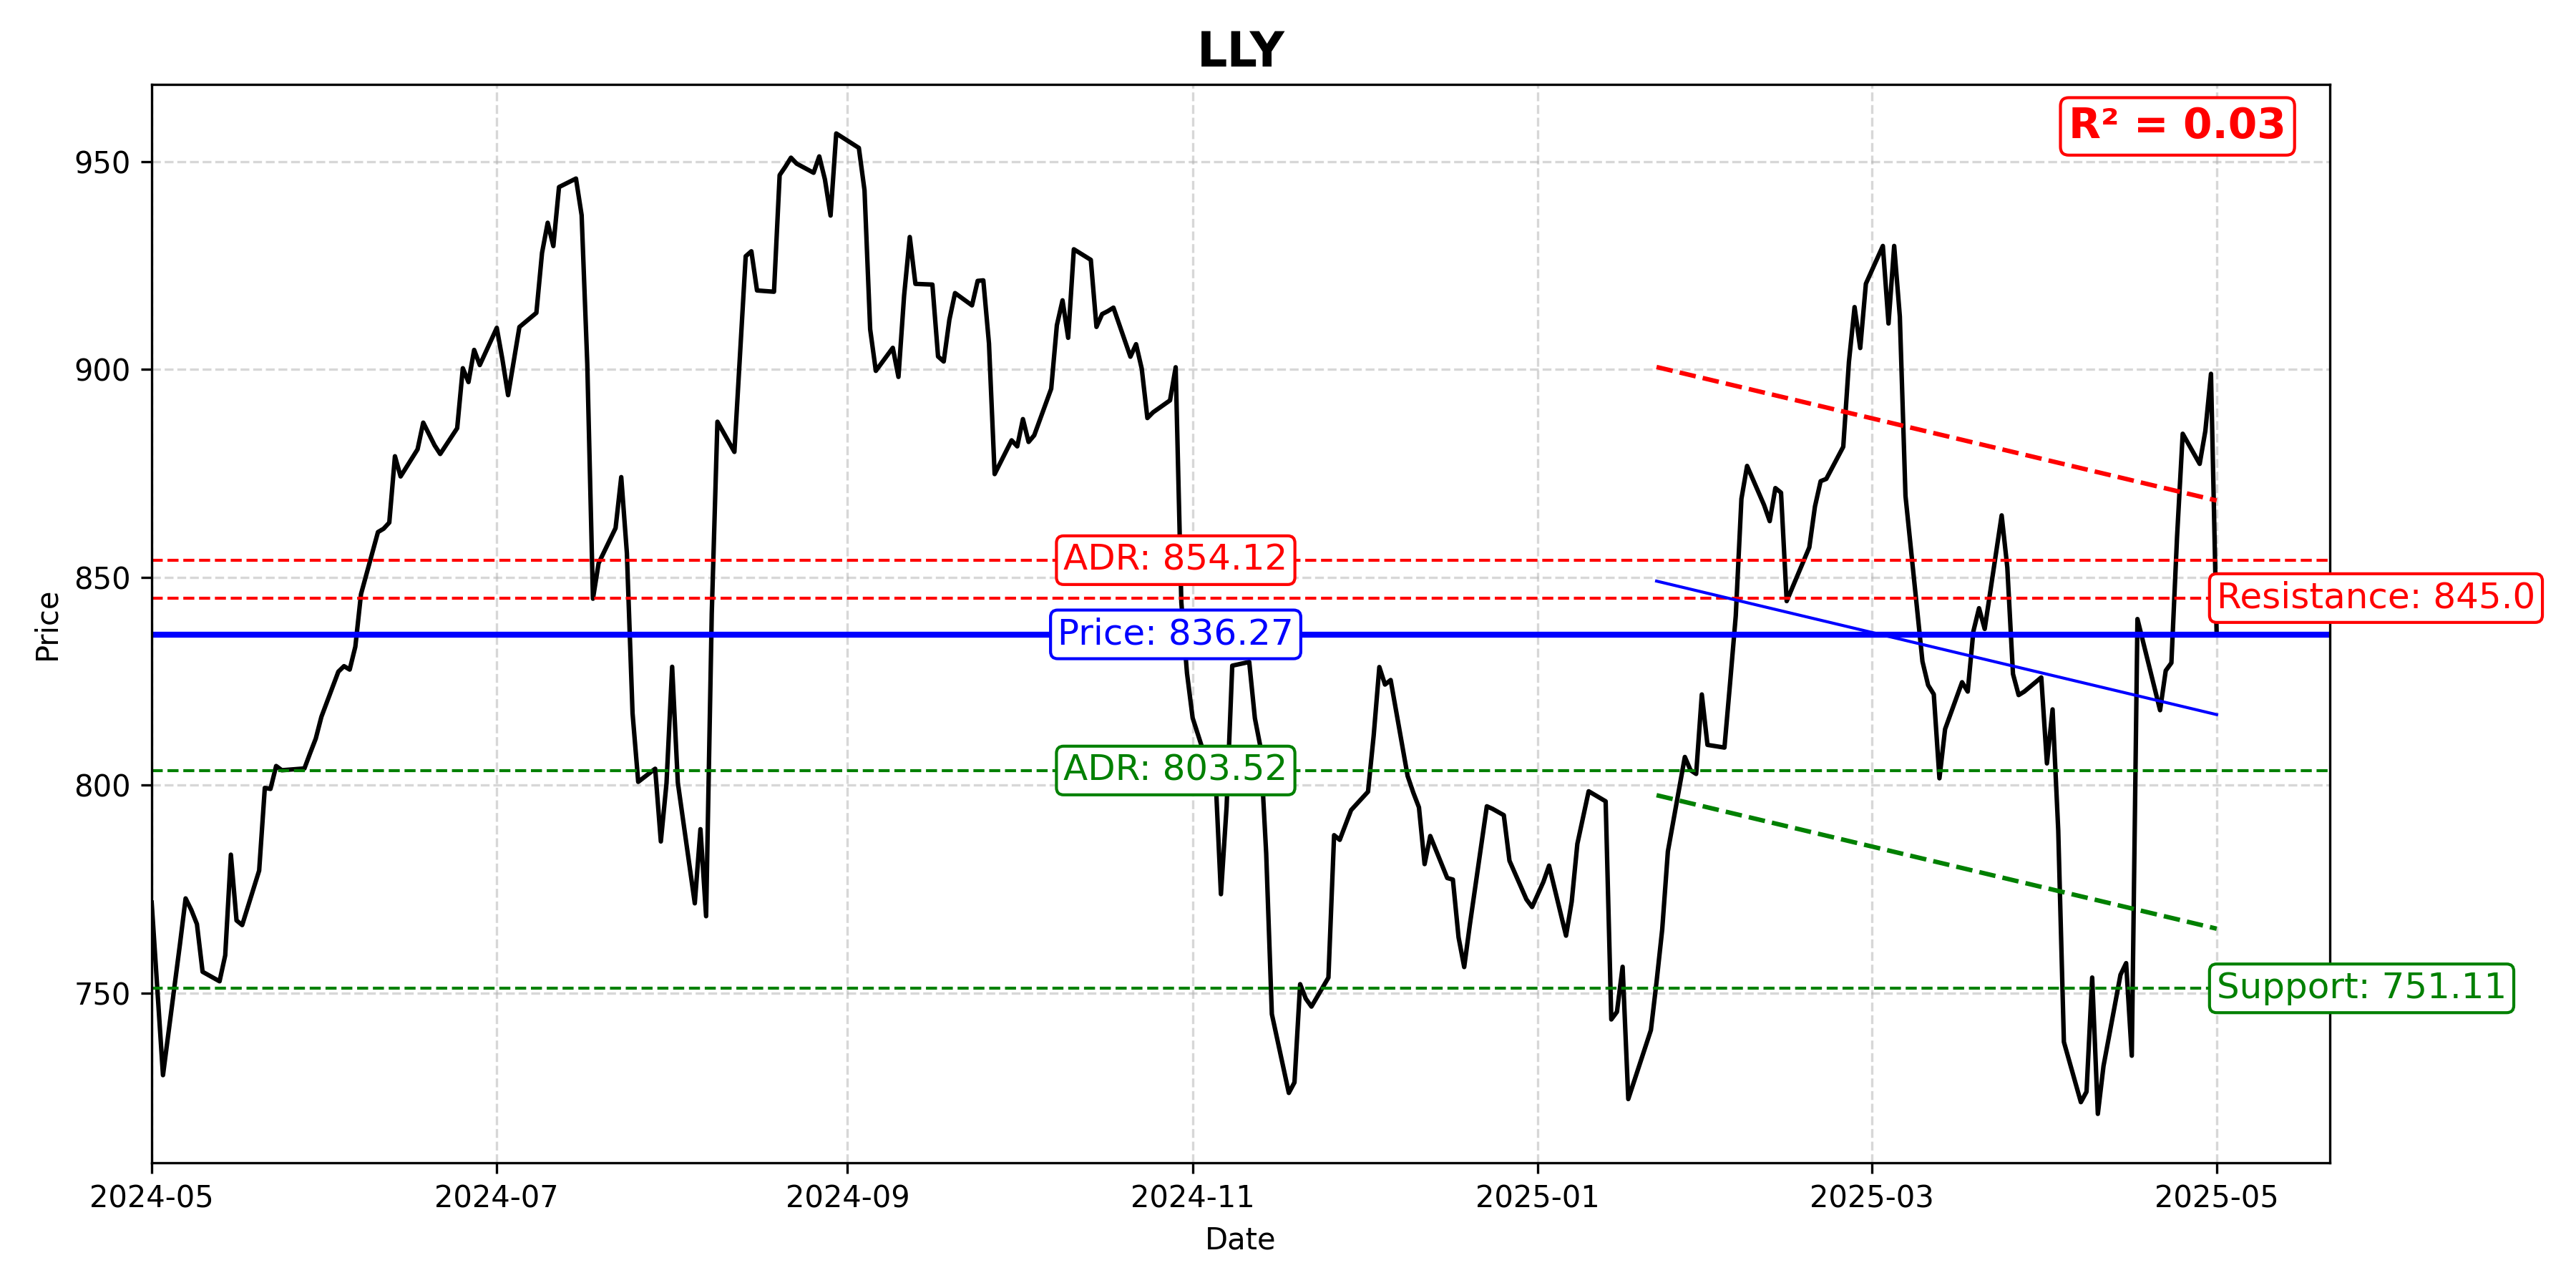 LLY
R² = 0.03
950
900
850
800
750
Price
ADR: 854.12
Resistance: 845.0
Price: 836.27
ADR: 803.52
Support: 751.11
2024-05
2024-07
2024-09
2024-11
2025-01
2025-03
2025-05
Date